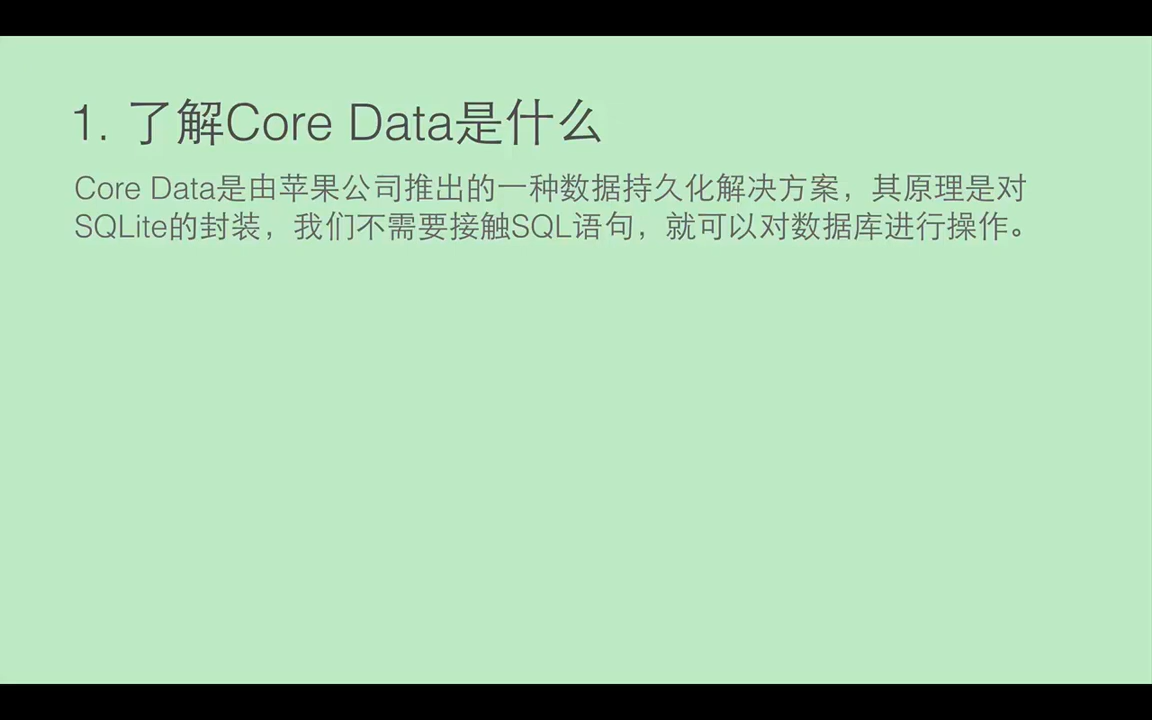 1. 了解Core Data是什么
Core Data是由苹果公司推出的一种数据持久化解决方案，其原理是对
SQLite的封装，我们不需要接触SQL语句，就可以对数据库进行操作。